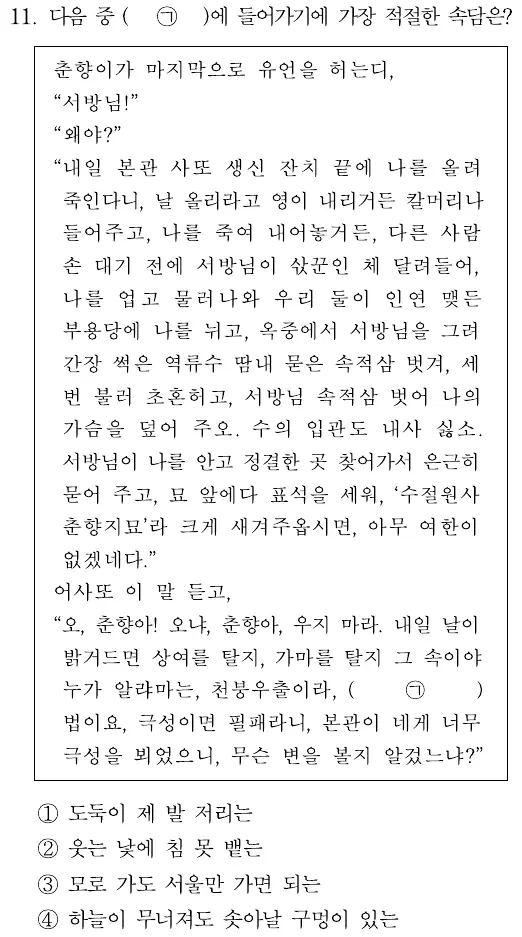 11. 다음 중 ( ㉠ )에 들어가기에 가장 적절한 속담은?
춘향이가 마지막으로 유언을 허는디,
“서방님!”
“왜야?”
“내일 본관 사또 생신 잔치 끝에 나를 올려
죽인다니, 날 올리라고 영이 내리거든 칼머리나
들어주고, 나를 죽여 내어놓거든, 다른 사람
손 대기 전에 서방님이 삯꾼인 체 달려들어,
나를 업고 물러나와 우리 둘이 인연 맺든
부용당에 나를 뉘고, 옥중에서 서방님을 그려
간장 썩은 역류수 땀내 묻은 속적삼 벗겨, 세
번 불러 초혼허고, 서방님 속적삼 벗어 나의
가슴을 덮어 주오. 수의 입관도 내사 싫소.
서방님이 나를 안고 정결한 곳 찾어가서 은근히
묻어 주고, 묘 앞에다 표석을 세워, ‘수절원사
춘향지묘’라 크게 새겨주옵시면, 아무 여한이
없겠네다.”
어사또 이 말 듣고,
“오, 춘향아! 오냐, 춘향아, 우지 마라. 내일 날이
밝거드면 상여를 탈지, 가마를 탈지 그 속이야
누가 알랴마는, 천붕우출이라, ( ㉠ )
법이요, 극성이면 필패라니, 본관이 네게 너무
극성을 뵈었으니, 무슨 변을 볼지 알겄느냐?”
① 도둑이 제 발 저리는
② 웃는 낯에 침 못 뱉는
③ 모로 가도 서울만 가면 되는
④ 하늘이 무너져도 솟아날 구멍이 있는